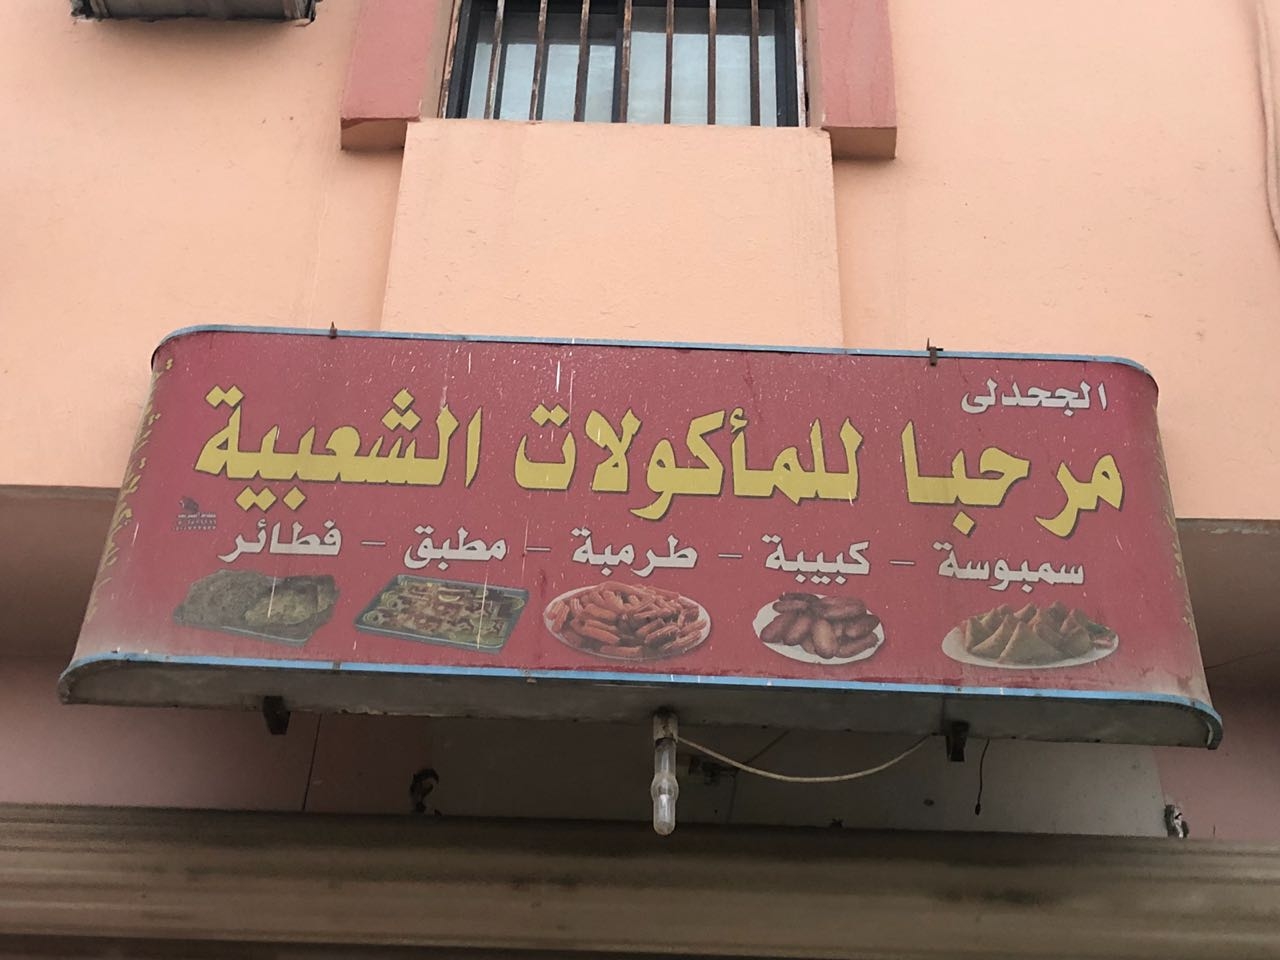 الجحدلى
مرحبا للمأكولات الشعبية
سمبوسة - كبيبة - طرمبة - مطبق - فطائر